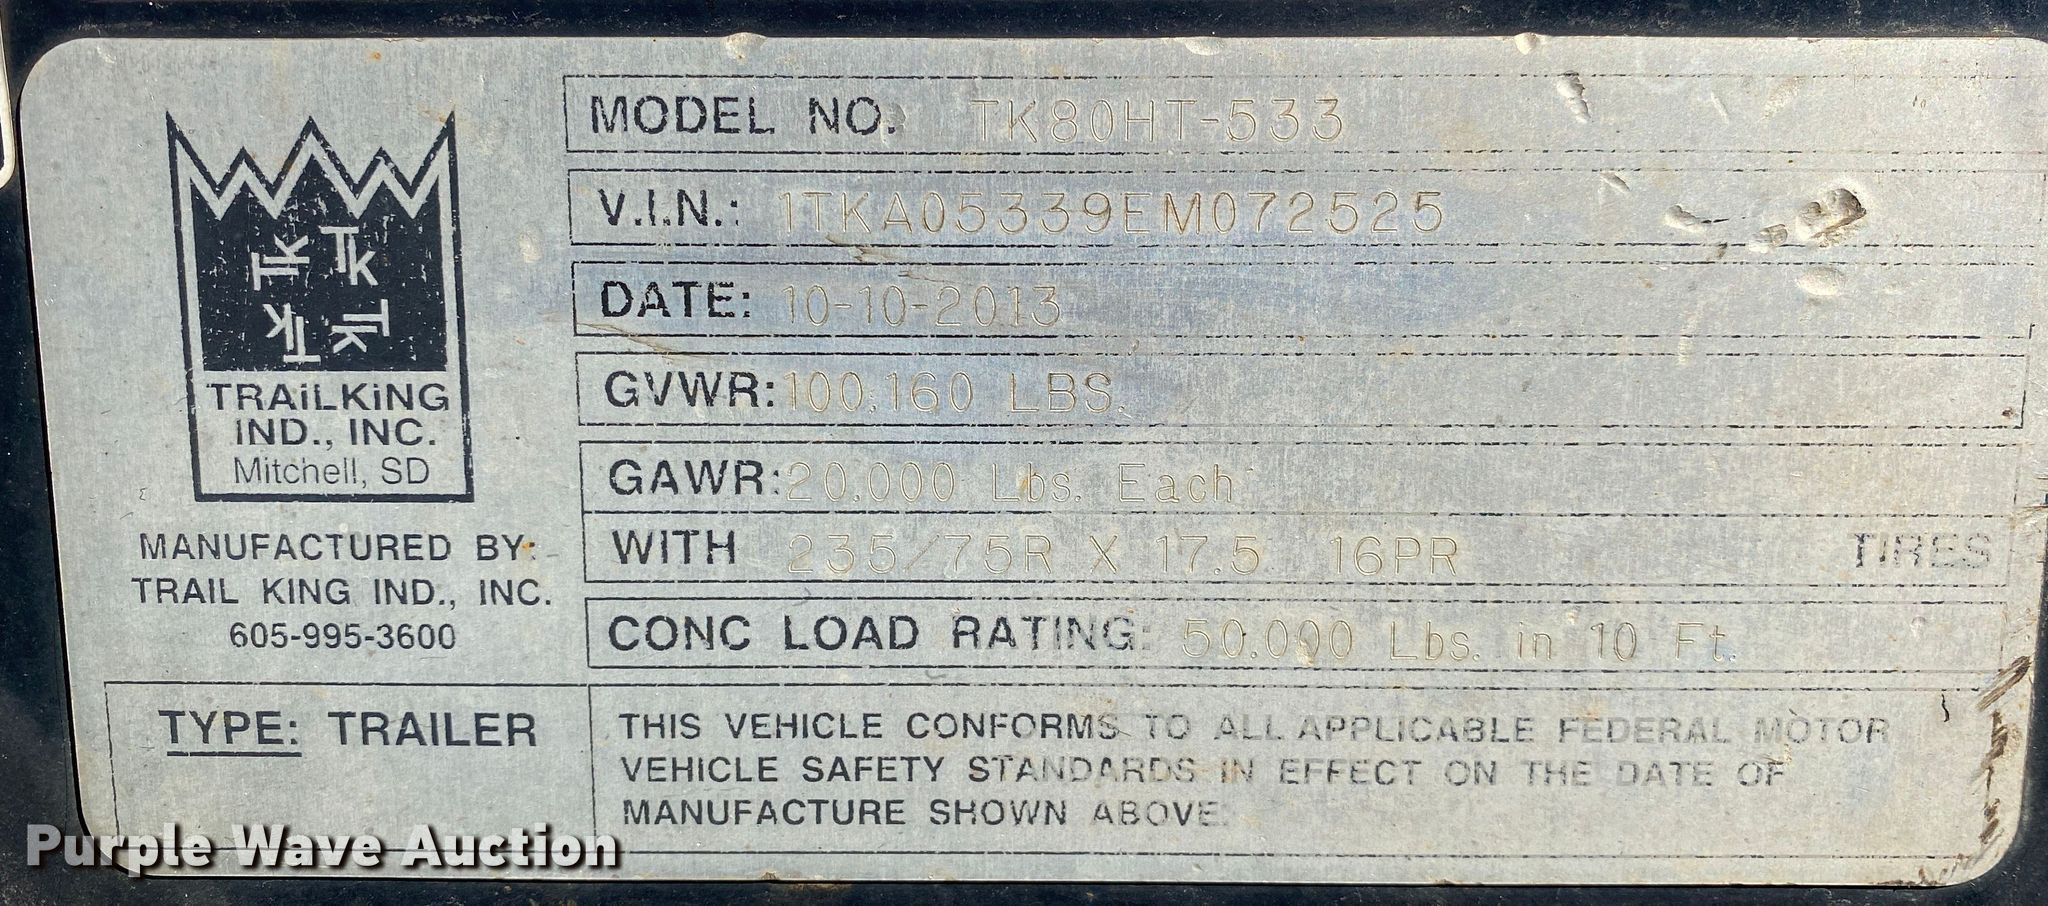 TK
TK
TK
TK
TRAiLKiNG
IND., INC.
Mitchell, SD
MANUFACTURED BY:
TRAIL KING IND., INC.
605-995-3600
TYPE: TRAILER
MODEL NO. TK80HT-533
V.I.N.: 1TKA05339EM072525
DATE: 10-10-2013
GVWR: 100,160 LBS.
GAWR: 20,000 Lbs. Each
WITH 235/75R X 17.5 16PR TIRES
CONC LOAD RATING: 50,000 Lbs. in 10 Ft.
THIS VEHICLE CONFORMS TO ALL APPLICABLE FEDERAL MOTOR
VEHICLE SAFETY STANDARDS IN EFFECT ON THE DATE OF
MANUFACTURE SHOWN ABOVE.
Purple Wave Auction